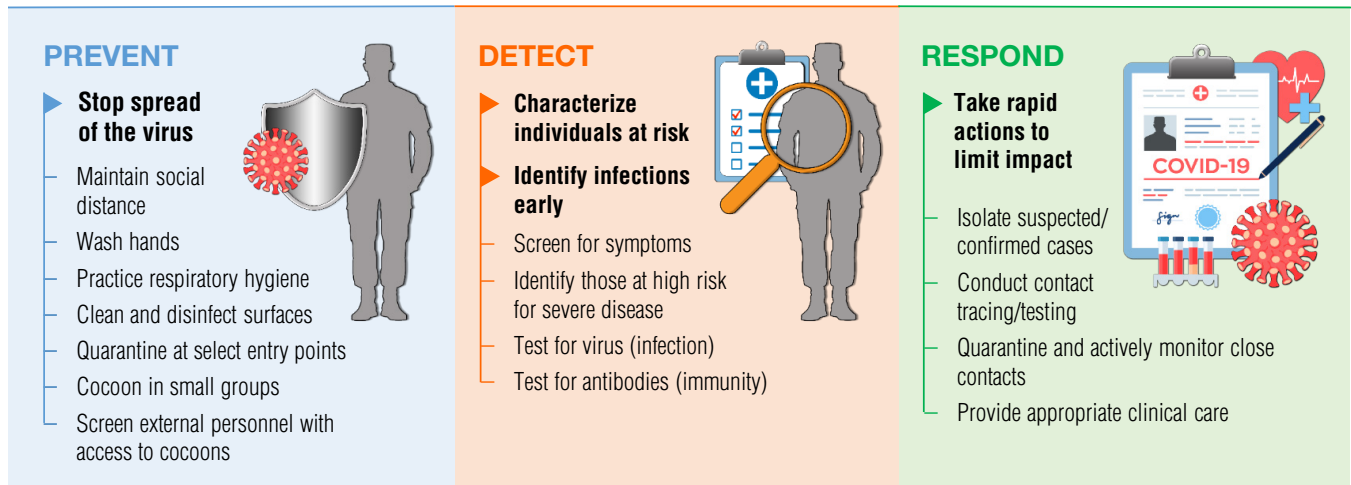 PREVENT
Stop spread
of the virus
Maintain social
distance
Wash hands
Practice respiratory hygiene
Clean and disinfect surfaces
Quarantine at select entry points
Cocoon in small groups
Screen external personnel with
access to cocoons
DETECT
Characterize
individuals at risk
Identify infections
early
Screen for symptoms
Identify those at high risk
for severe disease
Test for virus (infection)
Test for antibodies (immunity)
RESPOND
Take rapid
actions to
limit impact
Isolate suspected/
confirmed cases
Conduct contact
tracing/testing
Quarantine and actively monitor close
contacts
Provide appropriate clinical care
COVID-19
Sign